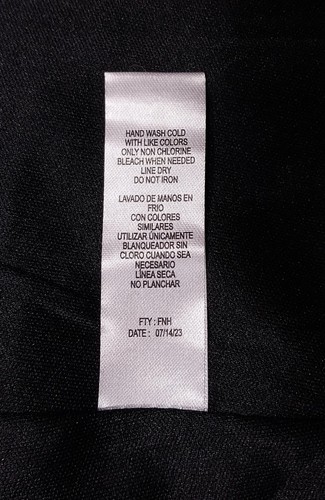 HAND WASH COLD
WITH LIKE COLORS
ONLY NON CHLORINE
BLEACH WHEN NEEDED
LINE DRY
DO NOT IRON
LAVADO DE MANOS EN
FRIO
CON COLORES
SIMILARES
UTILIZAR ÚNICAMENTE
BLANQUEADOR SIN
CLORO CUANDO SEA
NECESARIO
LÍNEA SECA
NO PLANCHAR
FTY : FNH
DATE : 07/14/23